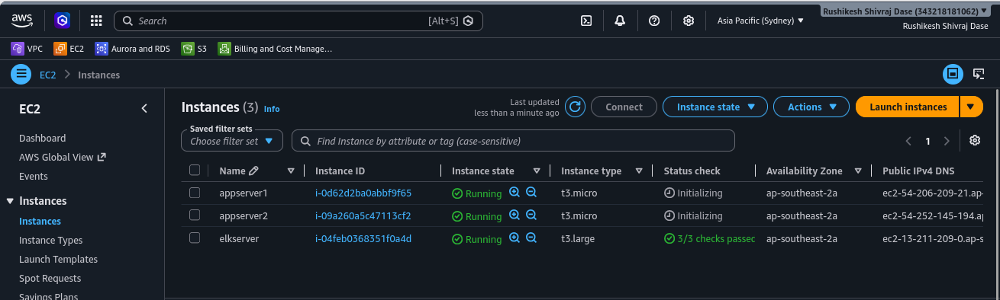 aws
Search [Alt+S]
Asia Pacific (Sydney)
Rushikesh Shivraj Dase (343218181062)
Rushikesh Shivraj Dase
VPC EC2 Aurora and RDS S3 Billing and Cost Manage...
EC2 Instances
EC2
Dashboard
AWS Global View
Events
Instances
Instances
Instance Types
Launch Templates
Spot Requests
Savings Plans
Instances (3) Info
Last updated
less than a minute ago
Connect Instance state Actions Launch instances
Saved filter sets
Choose filter set
Find Instance by attribute or tag (case-sensitive)
1
Name Instance ID Instance state Instance type Status check Availability Zone Public IPv4 DNS
appserver1 i-0d62d2ba0abbf9f65 Running t3.micro Initializing ap-southeast-2a ec2-54-206-209-21.ap-
appserver2 i-09a260a5c47113cf2 Running t3.micro Initializing ap-southeast-2a ec2-54-252-145-194.a
elkserver i-04feb0368351f0a4d Running t3.large 3/3 checks passec ap-southeast-2a ec2-13-211-209-0.ap-s